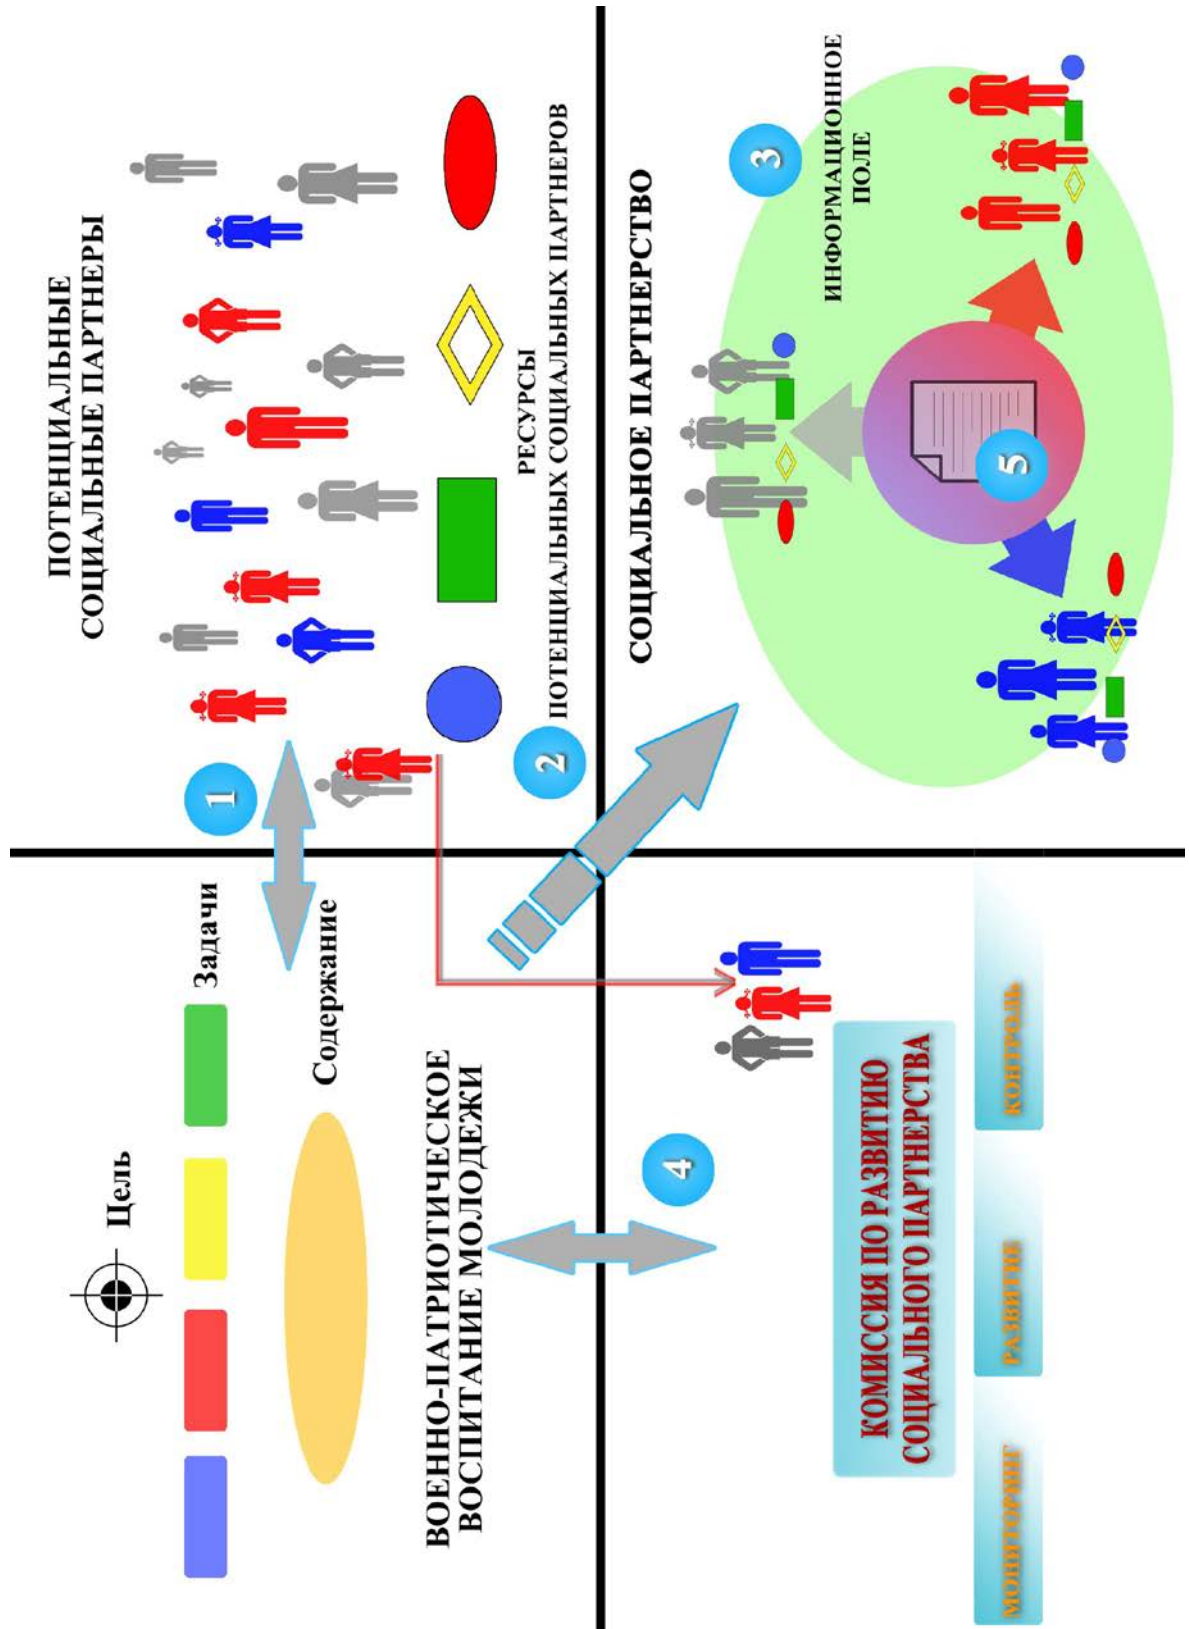 Цель
Задачи
Содержание
ВОЕННО-ПАТРИОТИЧЕСКОЕ
ВОСПИТАНИЕ МОЛОДЕЖИ
1
ПОТЕНЦИАЛЬНЫЕ
СОЦИАЛЬНЫЕ ПАРТНЕРЫ
РЕСУРСЫ
ПОТЕНЦИАЛЬНЫХ СОЦИАЛЬНЫХ ПАРТНЕРОВ
2
4
КОМИССИЯ ПО РАЗВИТИЮ
СОЦИАЛЬНОГО ПАРТНЕРСТВА
МОНИТОРИНГ
РАЗВИТИЕ
КОНТРОЛЬ
СОЦИАЛЬНОЕ ПАРТНЕРСТВО
3
ИНФОРМАЦИОННОЕ
ПОЛЕ
5